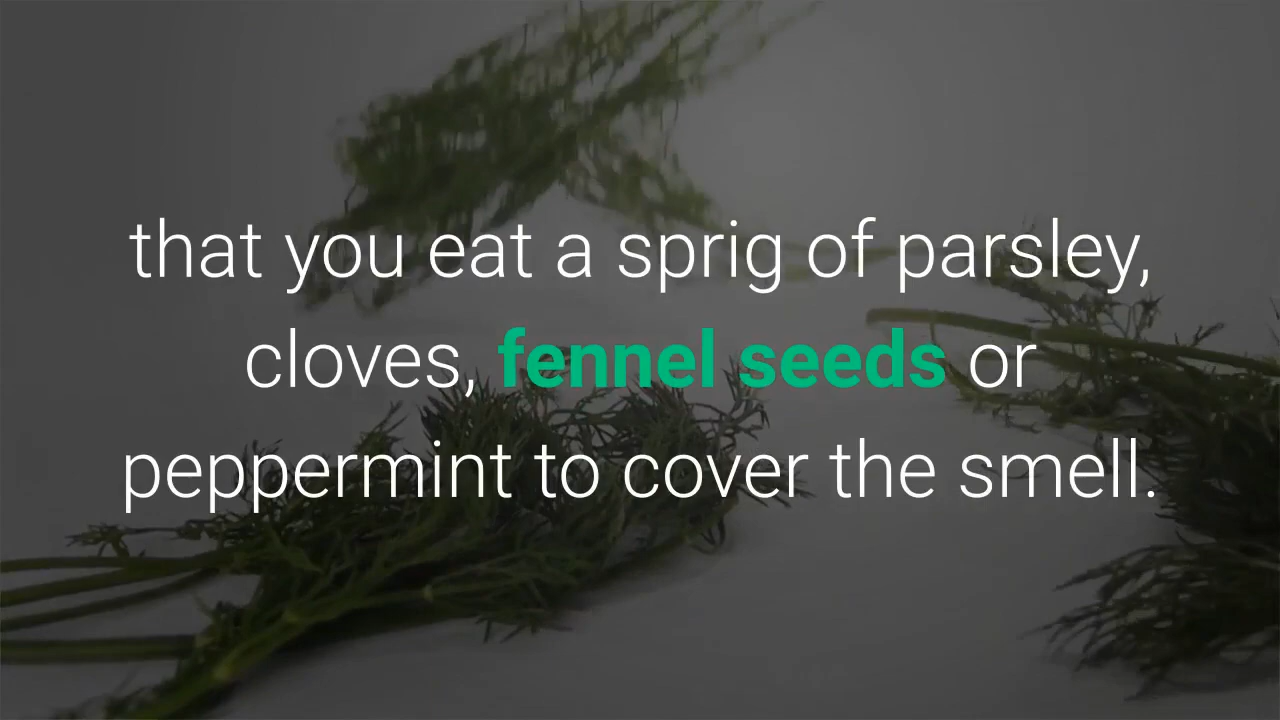 that you eat a sprig of parsley,
cloves, fennel seeds or
peppermint to cover the smell.